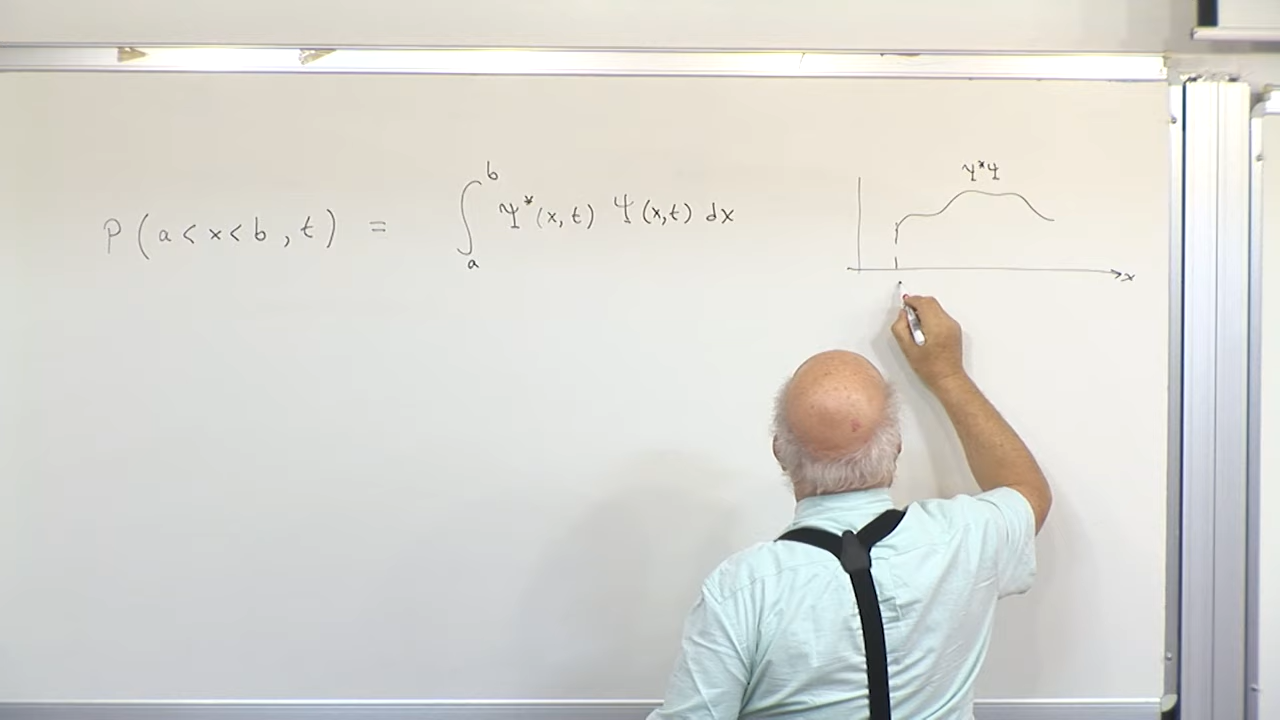 P(a<x<b, t) = ∫ₐᵇ Ψ*(x,t) Ψ(x,t) dx
Ψ*Ψ
x